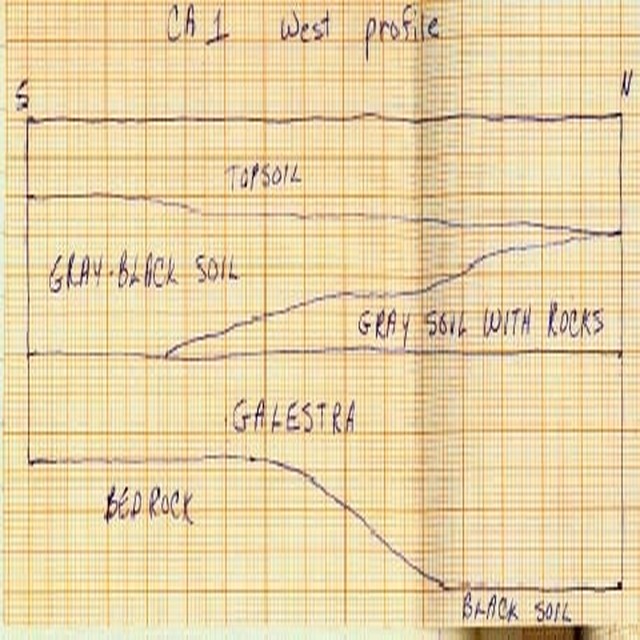 CA 1 West profile
S
N
TOPSOIL
GRAY-BLACK SOIL
GRAY SOIL WITH ROCKS
GALESTRA
BEDROCK
BLACK SOIL